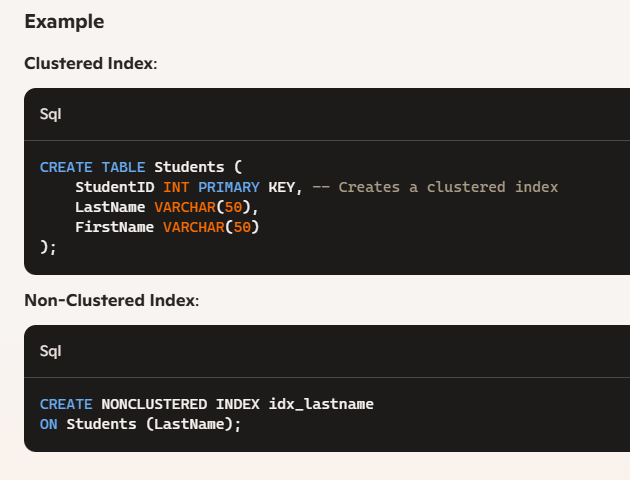 Example
Clustered Index:
Sql
CREATE TABLE Students (
    StudentID INT PRIMARY KEY, -- Creates a clustered index
    LastName VARCHAR(50),
    FirstName VARCHAR(50)
);
Non-Clustered Index:
Sql
CREATE NONCLUSTERED INDEX idx_lastname
ON Students (LastName);